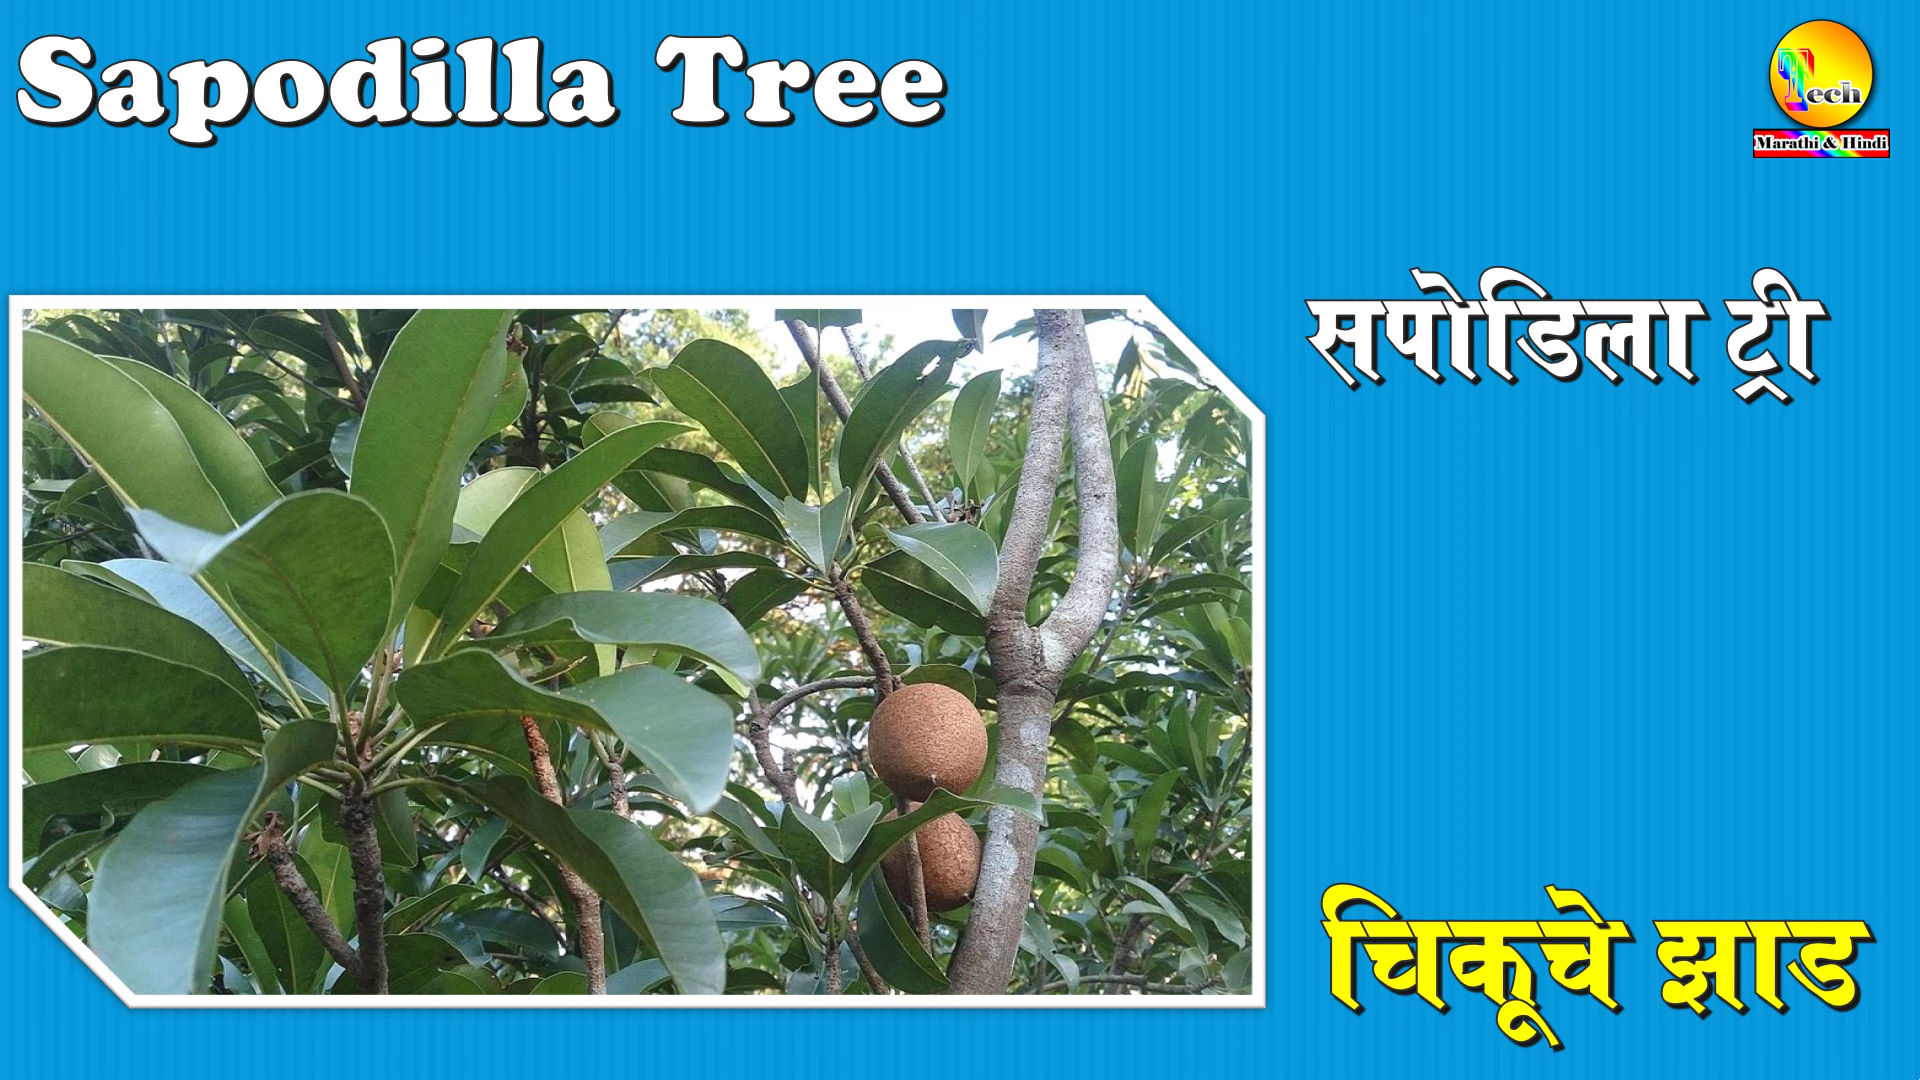 Sapodilla Tree
Tech
Marathi & Hindi
सपोडिला ट्री
चिकूचे झाड